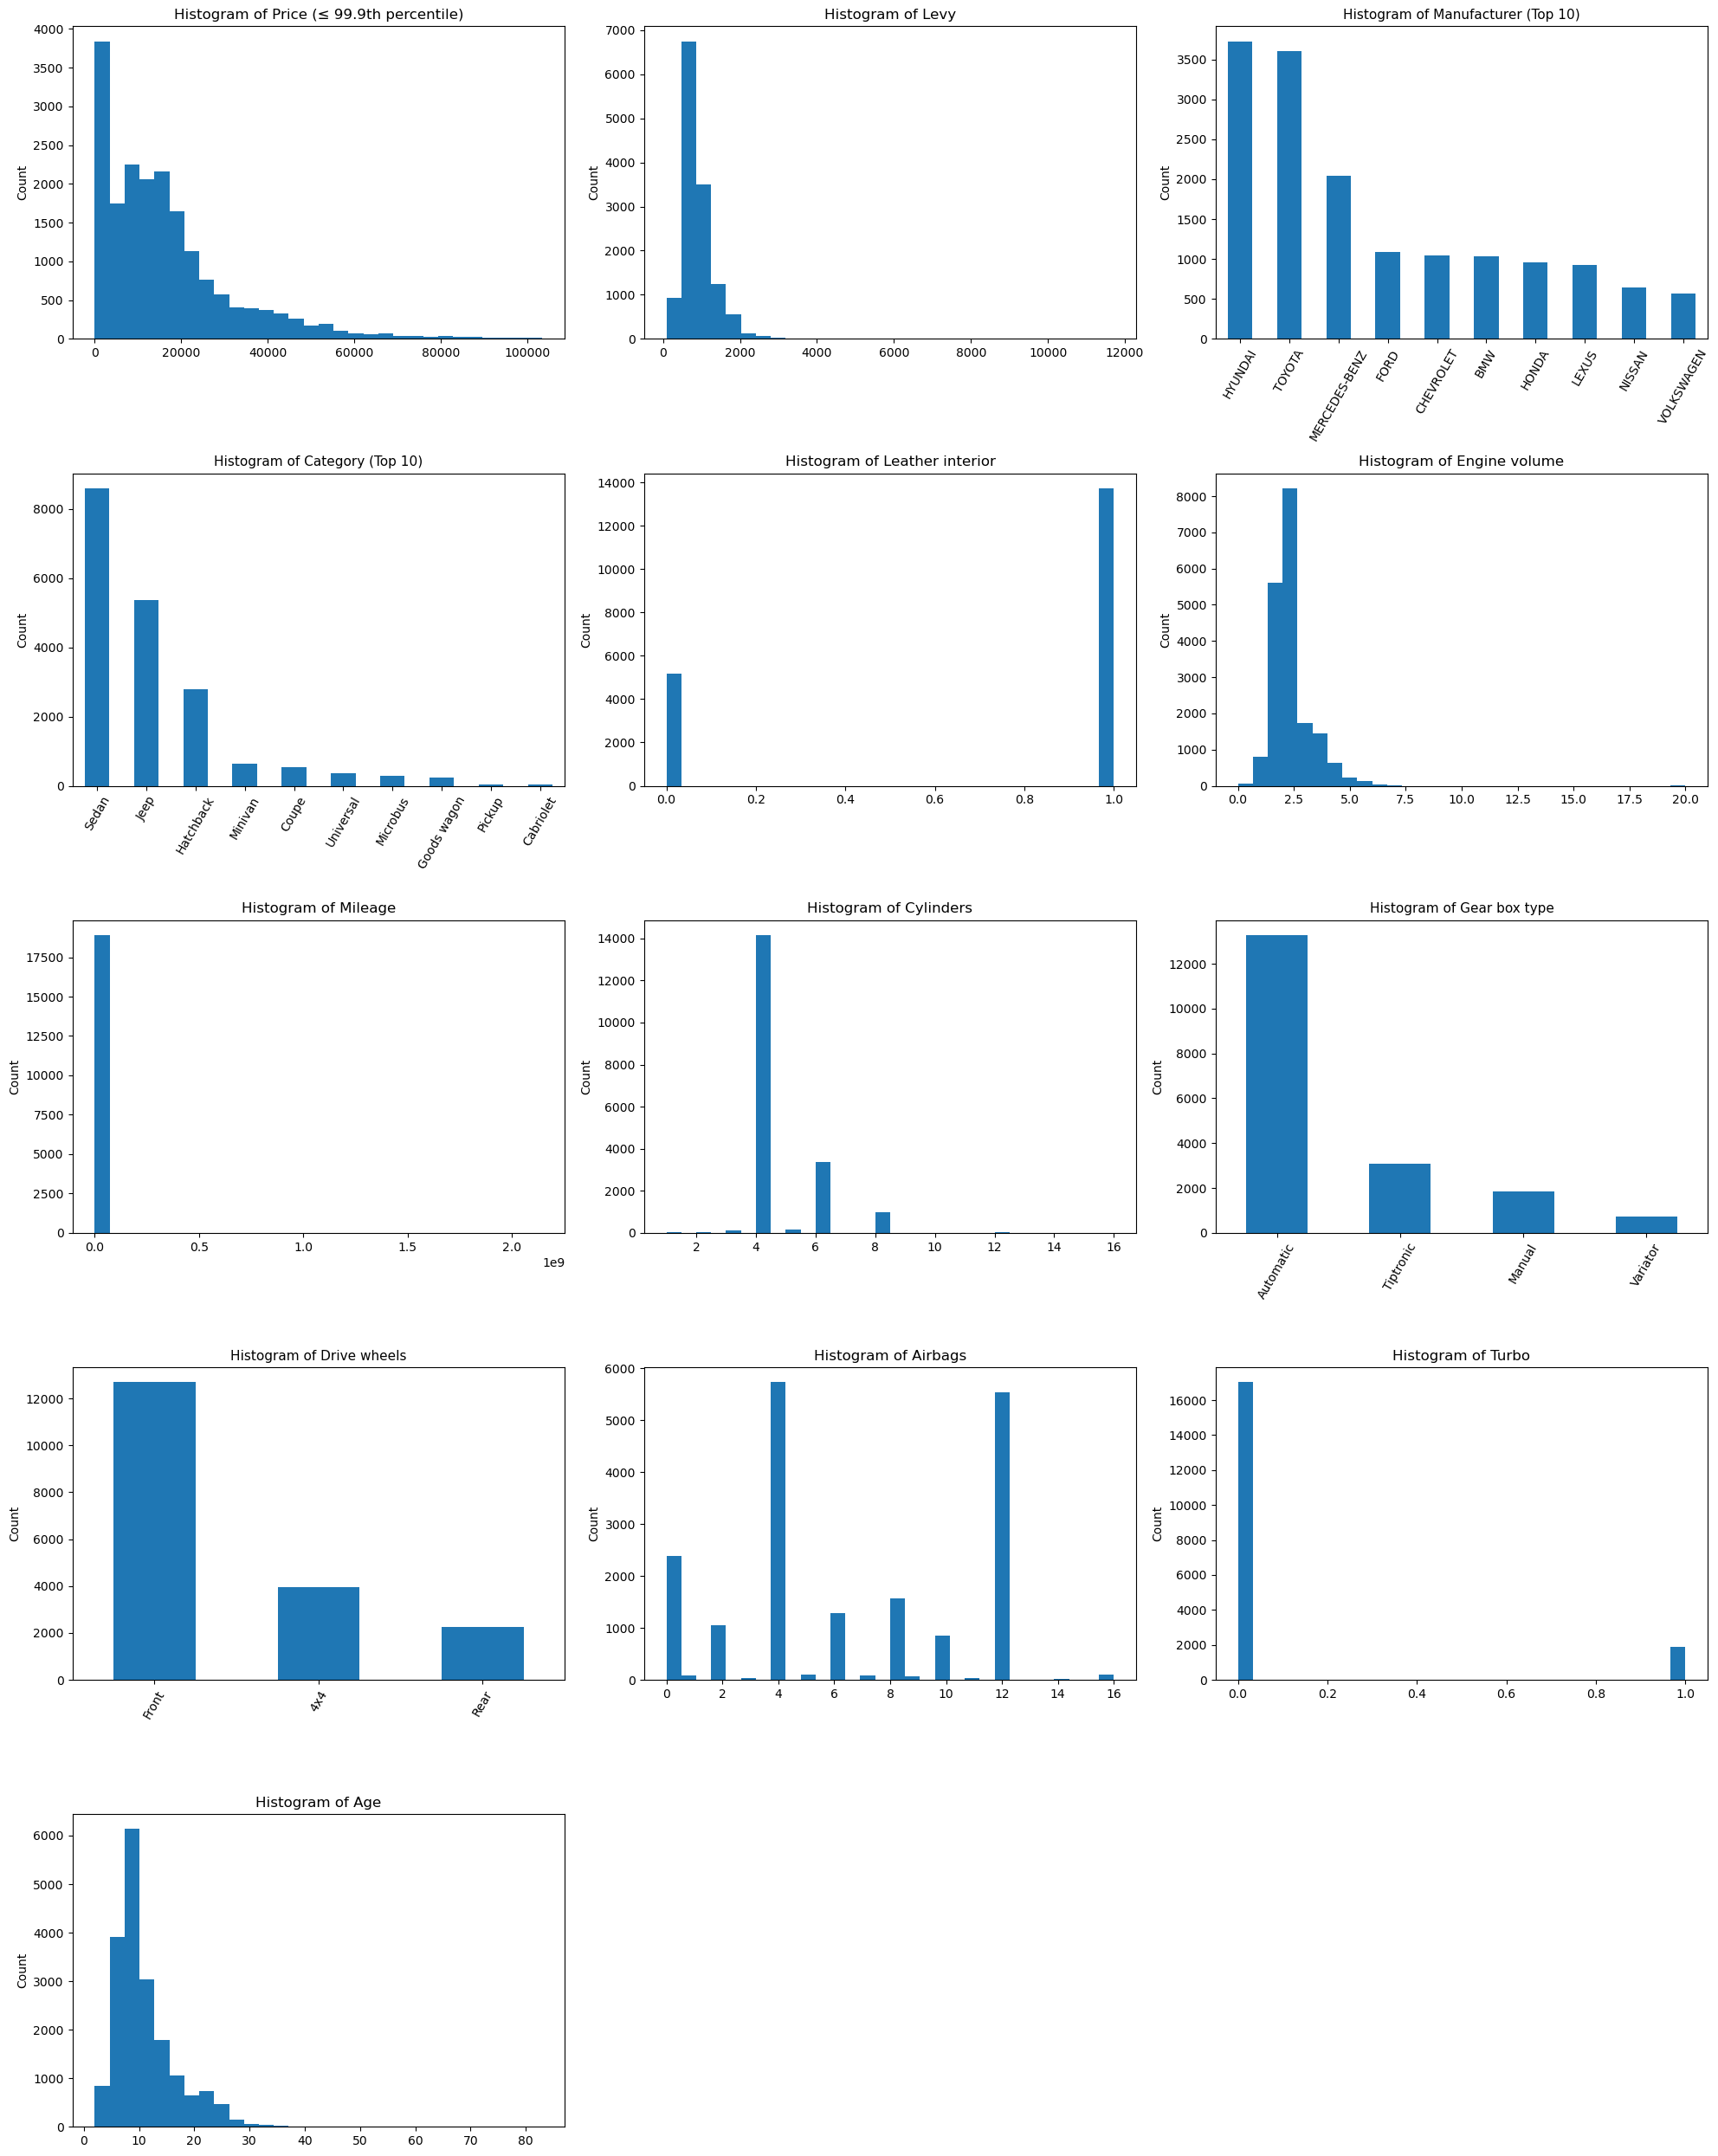 Histogram of Price (≤ 99.9th percentile)
Count
4000
3500
3000
2500
2000
1500
1000
500
0
0 20000 40000 60000 80000 100000
Histogram of Levy
Count
7000
6000
5000
4000
3000
2000
1000
0
0 2000 4000 6000 8000 10000 12000
Histogram of Manufacturer (Top 10)
Count
3500
3000
2500
2000
1500
1000
500
0
HYUNDAI
TOYOTA
MERCEDES-BENZ
FORD
CHEVROLET
BMW
HONDA
LEXUS
NISSAN
VOLKSWAGEN
Histogram of Category (Top 10)
Count
8000
6000
4000
2000
0
Sedan
Jeep
Hatchback
Minivan
Coupe
Universal
Microbus
Goods wagon
Pickup
Cabriolet
Histogram of Leather interior
Count
14000
12000
10000
8000
6000
4000
2000
0
0.0 0.2 0.4 0.6 0.8 1.0
Histogram of Engine volume
Count
8000
7000
6000
5000
4000
3000
2000
1000
0
0.0 2.5 5.0 7.5 10.0 12.5 15.0 17.5 20.0
Histogram of Mileage
Count
17500
15000
12500
10000
7500
5000
2500
0
0.0 0.5 1.0 1.5 2.0
1e9
Histogram of Cylinders
Count
14000
12000
10000
8000
6000
4000
2000
0
2 4 6 8 10 12 14 16
Histogram of Gear box type
Count
12000
10000
8000
6000
4000
2000
0
Automatic
Tiptronic
Manual
Variator
Histogram of Drive wheels
Count
12000
10000
8000
6000
4000
2000
0
Front
4x4
Rear
Histogram of Airbags
Count
6000
5000
4000
3000
2000
1000
0
0 2 4 6 8 10 12 14 16
Histogram of Turbo
Count
16000
14000
12000
10000
8000
6000
4000
2000
0
0.0 0.2 0.4 0.6 0.8 1.0
Histogram of Age
Count
6000
5000
4000
3000
2000
1000
0
0 10 20 30 40 50 60 70 80